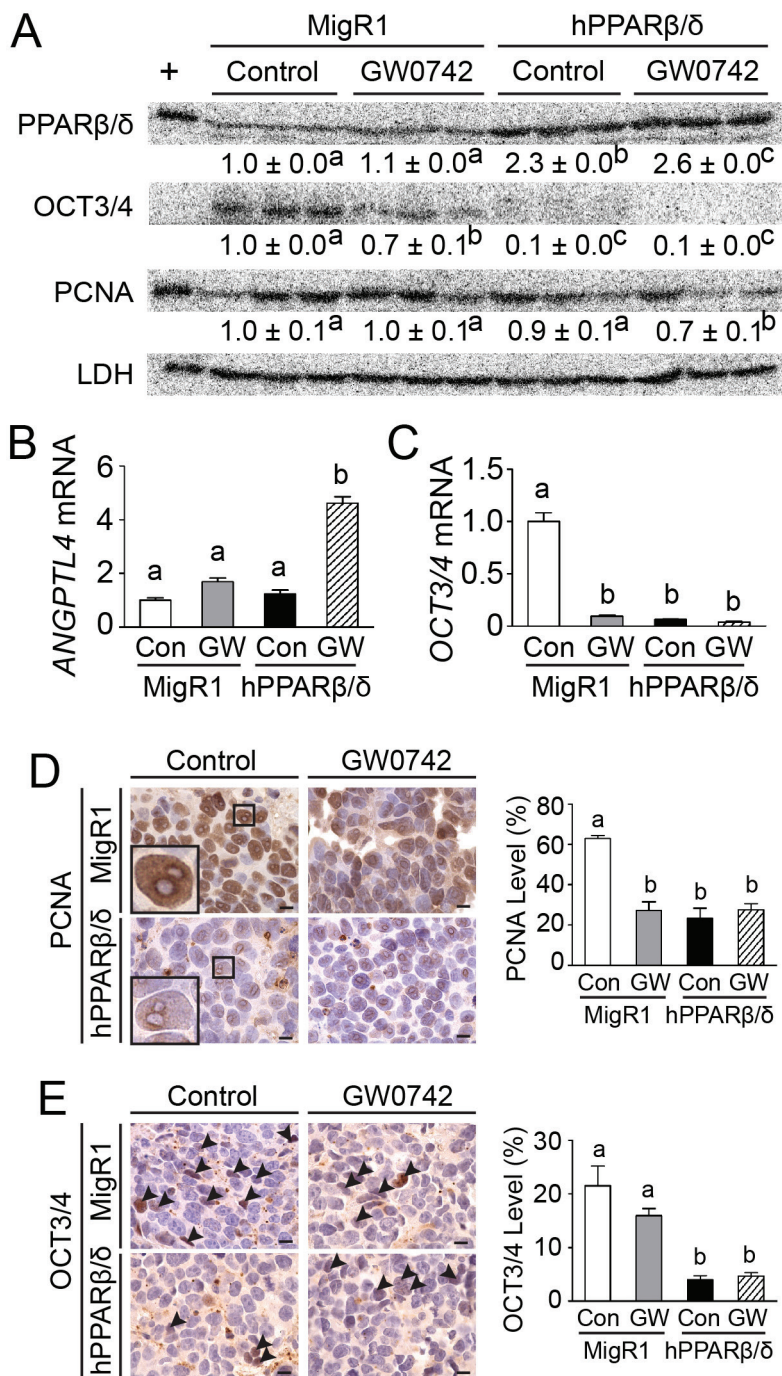 A
MigR1 hPPARβ/δ
+ Control GW0742 Control GW0742
PPARβ/δ
1.0 ± 0.0a 1.1 ± 0.0a 2.3 ± 0.0b 2.6 ± 0.0c
OCT3/4
1.0 ± 0.0a 0.7 ± 0.1b 0.1 ± 0.0c 0.1 ± 0.0c
PCNA
1.0 ± 0.1a 1.0 ± 0.1a 0.9 ± 0.1a 0.7 ± 0.1b
LDH
B
ANGPTL4 mRNA
6
4
2
0
a a a b
Con GW Con GW
MigR1 hPPARβ/δ
C
OCT3/4 mRNA
1.5
1.0
0.5
0
a b b b
Con GW Con GW
MigR1 hPPARβ/δ
D
Control GW0742
PCNA
MigR1
hPPARβ/δ
PCNA Level (%)
80
60
40
20
0
a b b b
Con GW Con GW
MigR1 hPPARβ/δ
E
Control GW0742
OCT3/4
MigR1
hPPARβ/δ
OCT3/4 Level (%)
30
20
10
0
a a b b
Con GW Con GW
MigR1 hPPARβ/δ